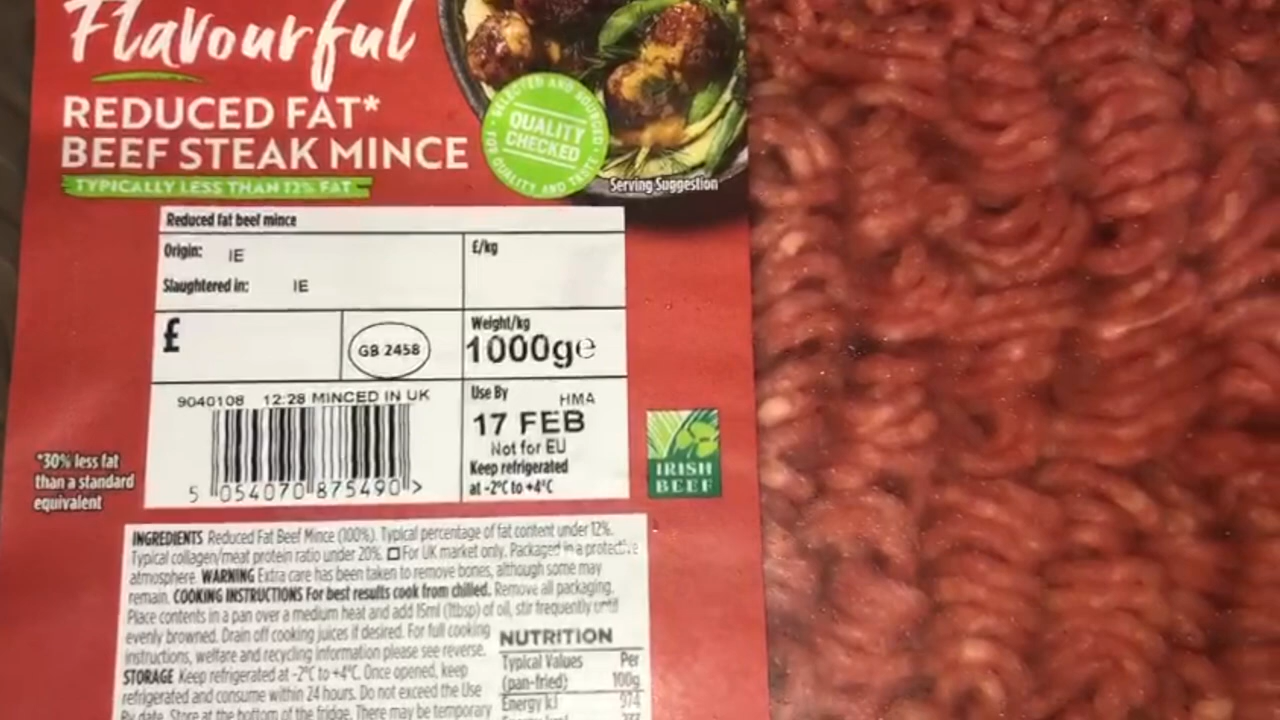 Flavourful
REDUCED FAT*
BEEF STEAK MINCE
TYPICALLY LESS THAN 12% FAT
SELECTED AND SOURCED
QUALITY
CHECKED
FOR QUALITY AND TASTE
Serving Suggestion
Reduced fat beef mince
Origin: IE
£/kg
Slaughtered in: IE
£
GB 2458
Weight/kg
1000g e
9040108 12:28 MINCED IN UK
Use By HMA
17 FEB
Not for EU
Keep refrigerated
at -2°C to +4°C
5 054070 875490 >
IRISH
BEEF
*30% less fat
than a standard
equivalent
INGREDIENTS Reduced Fat Beef Mince (100%). Typical percentage of fat content under 12%.
Typical collagen/meat protein ratio under 20%. For UK market only. Packaged in a protective
atmosphere. WARNING Extra care has been taken to remove bones, although some may
remain. COOKING INSTRUCTIONS For best results cook from chilled. Remove all packaging.
Place contents in a pan over a medium heat and add 15ml (1tbsp) of oil, stir frequently until
evenly browned. Drain off cooking juices if desired. For full cooking
instructions, welfare and recycling information please see reverse.
STORAGE Keep refrigerated at -2°C to +4°C. Once opened, keep
refrigerated and consume within 24 hours. Do not exceed the Use
By date. Store at the bottom of the fridge. There may be temporary
NUTRITION
Typical Values Per
(pan-fried) 100g
Energy kJ 974